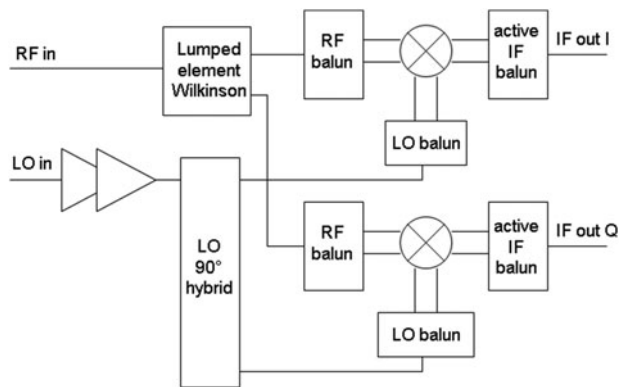 RF in
Lumped
element
Wilkinson
RF
balun
active
IF
balun
IF out I
LO balun
LO in
LO
90°
hybrid
RF
balun
active
IF
balun
IF out Q
LO balun